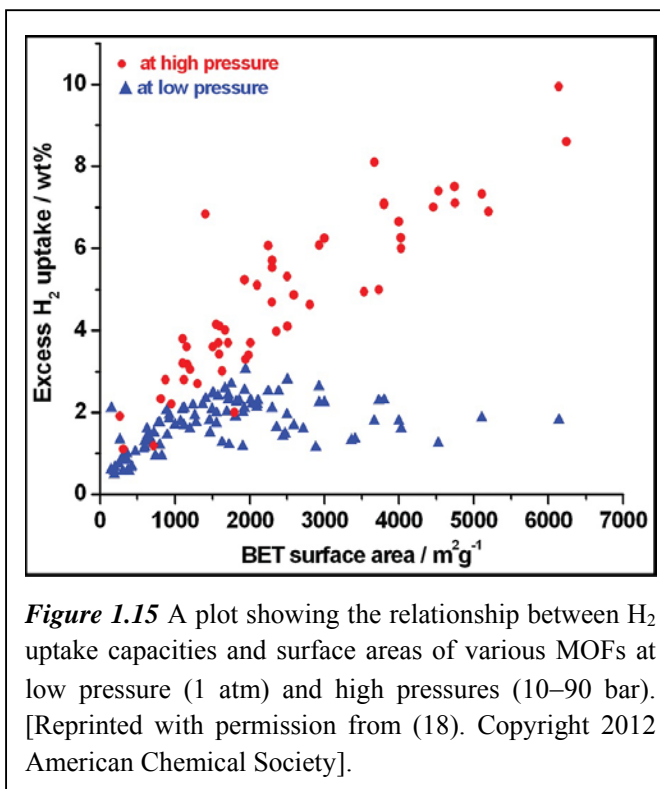 at high pressure
at low pressure
10
8
6
4
2
0
Excess H₂ uptake / wt%
0 1000 2000 3000 4000 5000 6000 7000
BET surface area / m²g⁻¹
Figure 1.15 A plot showing the relationship between H₂
uptake capacities and surface areas of various MOFs at
low pressure (1 atm) and high pressures (10–90 bar).
[Reprinted with permission from (18). Copyright 2012
American Chemical Society].